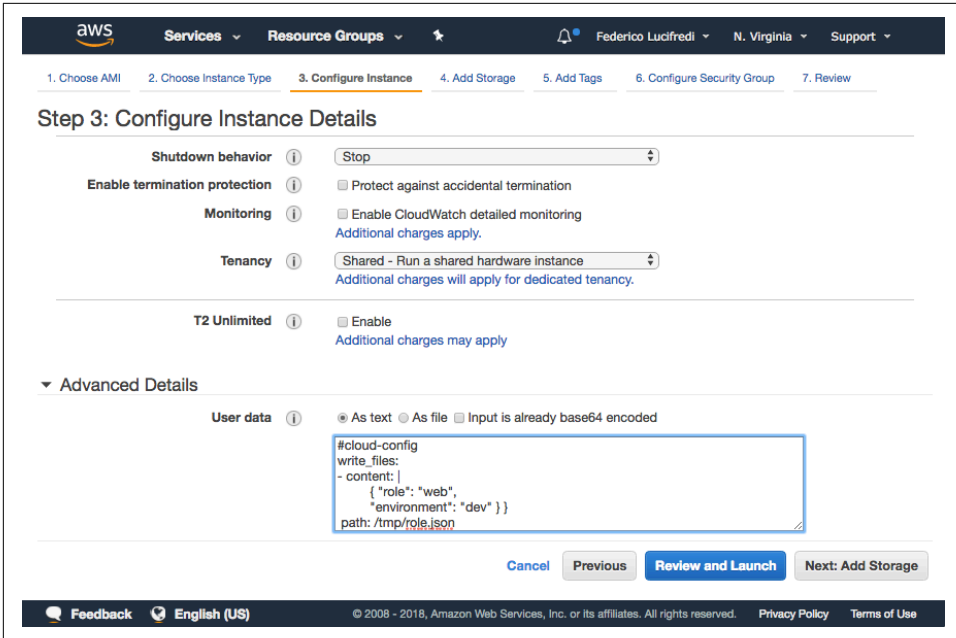 aws Services Resource Groups Federico Lucifredi N. Virginia Support
1. Choose AMI 2. Choose Instance Type 3. Configure Instance 4. Add Storage 5. Add Tags 6. Configure Security Group 7. Review
Step 3: Configure Instance Details
Shutdown behavior i Stop
Enable termination protection i Protect against accidental termination
Monitoring i Enable CloudWatch detailed monitoring
Additional charges apply.
Tenancy i Shared - Run a shared hardware instance
Additional charges will apply for dedicated tenancy.
T2 Unlimited i Enable
Additional charges may apply
Advanced Details
User data i As text As file Input is already base64 encoded
#cloud-config
write_files:
- content: |
{ "role": "web",
"environment": "dev" } }
path: /tmp/role.json
Cancel Previous Review and Launch Next: Add Storage
Feedback English (US) © 2008 - 2018, Amazon Web Services, Inc. or its affiliates. All rights reserved. Privacy Policy Terms of Use